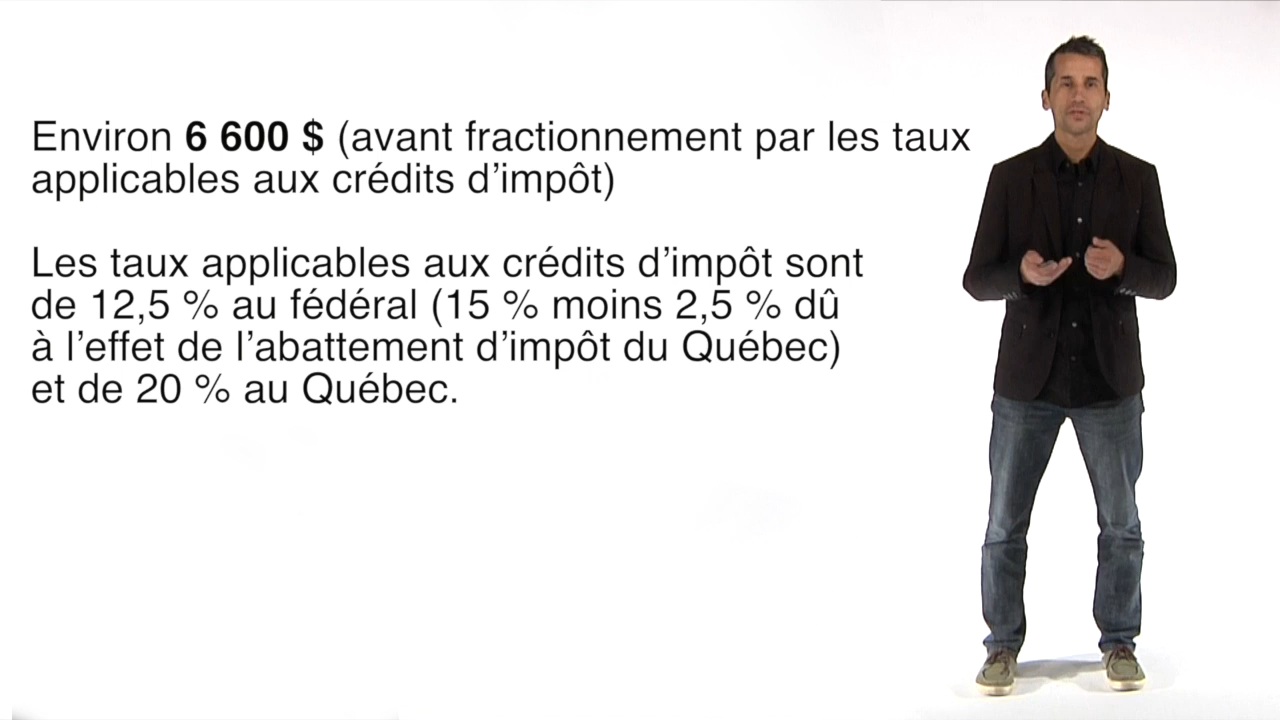 Environ 6 600 $ (avant fractionnement par les taux
applicables aux crédits d’impôt)
Les taux applicables aux crédits d’impôt sont
de 12,5 % au fédéral (15 % moins 2,5 % dû
à l’effet de l’abattement d’impôt du Québec)
et de 20 % au Québec.